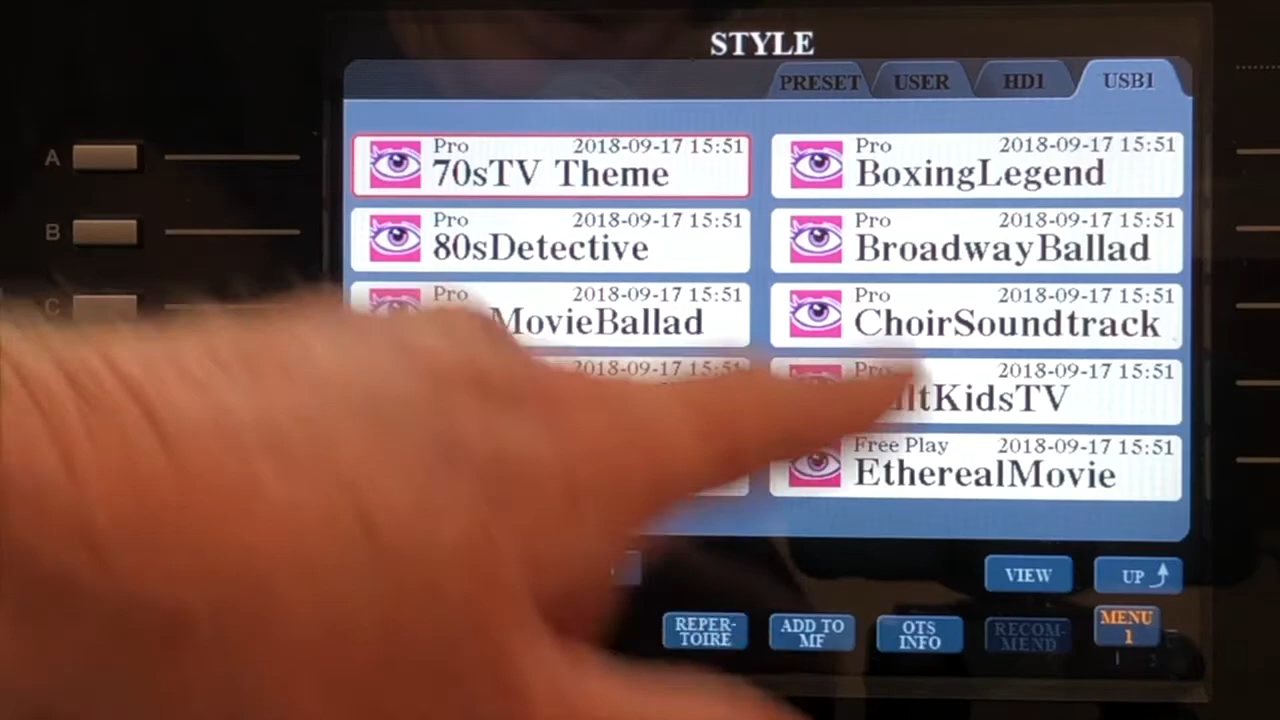 STYLE
PRESET USER HD1 USB1
A
Pro 2018-09-17 15:51
70sTV Theme
Pro 2018-09-17 15:51
BoxingLegend
B
Pro 2018-09-17 15:51
80sDetective
Pro 2018-09-17 15:51
BroadwayBallad
C
Pro 2018-09-17 15:51
MovieBallad
Pro 2018-09-17 15:51
ChoirSoundtrack
2018-09-17 15:51
Pro 2018-09-17 15:51
ltKidsTV
Free Play 2018-09-17 15:51
EtherealMovie
VIEW UP
REPER-
TOIRE
ADD TO
MF
OTS
INFO
RECOM-
MEND
MENU
1